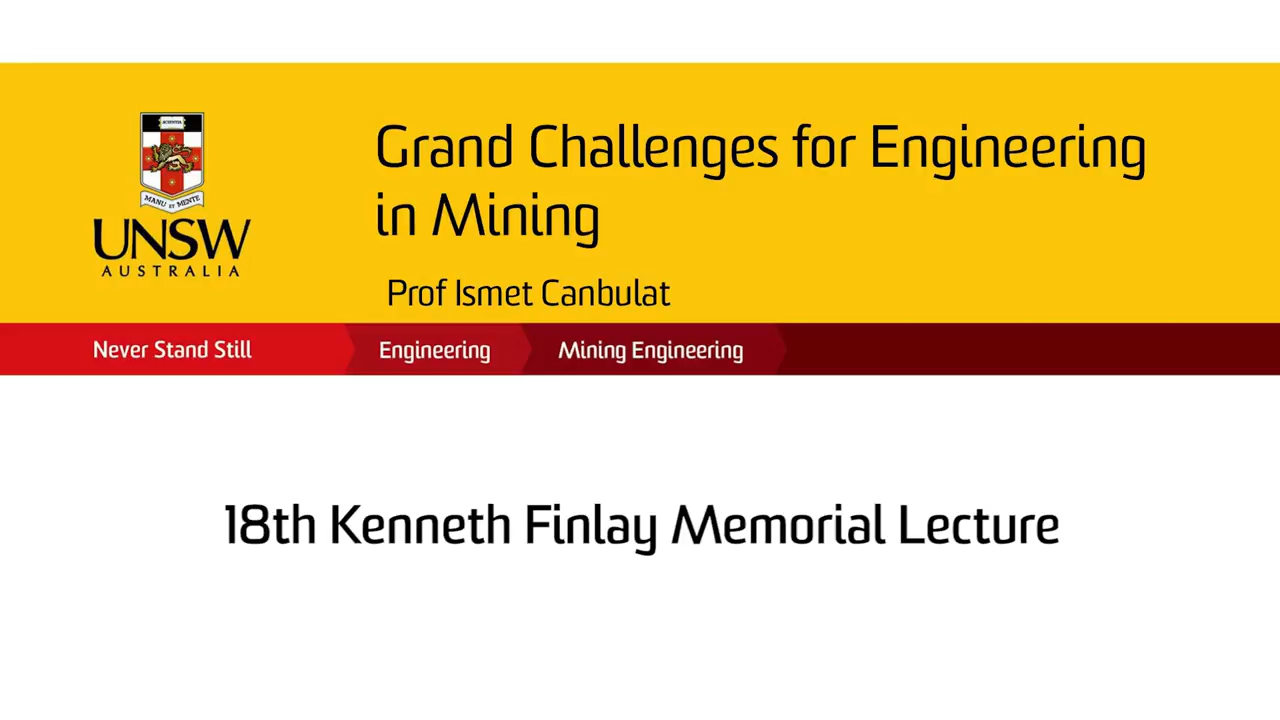 SCIENTIA
MANU ET MENTE
UNSW
AUSTRALIA
Grand Challenges for Engineering
in Mining
Prof Ismet Canbulat
Never Stand Still
Engineering
Mining Engineering
18th Kenneth Finlay Memorial Lecture